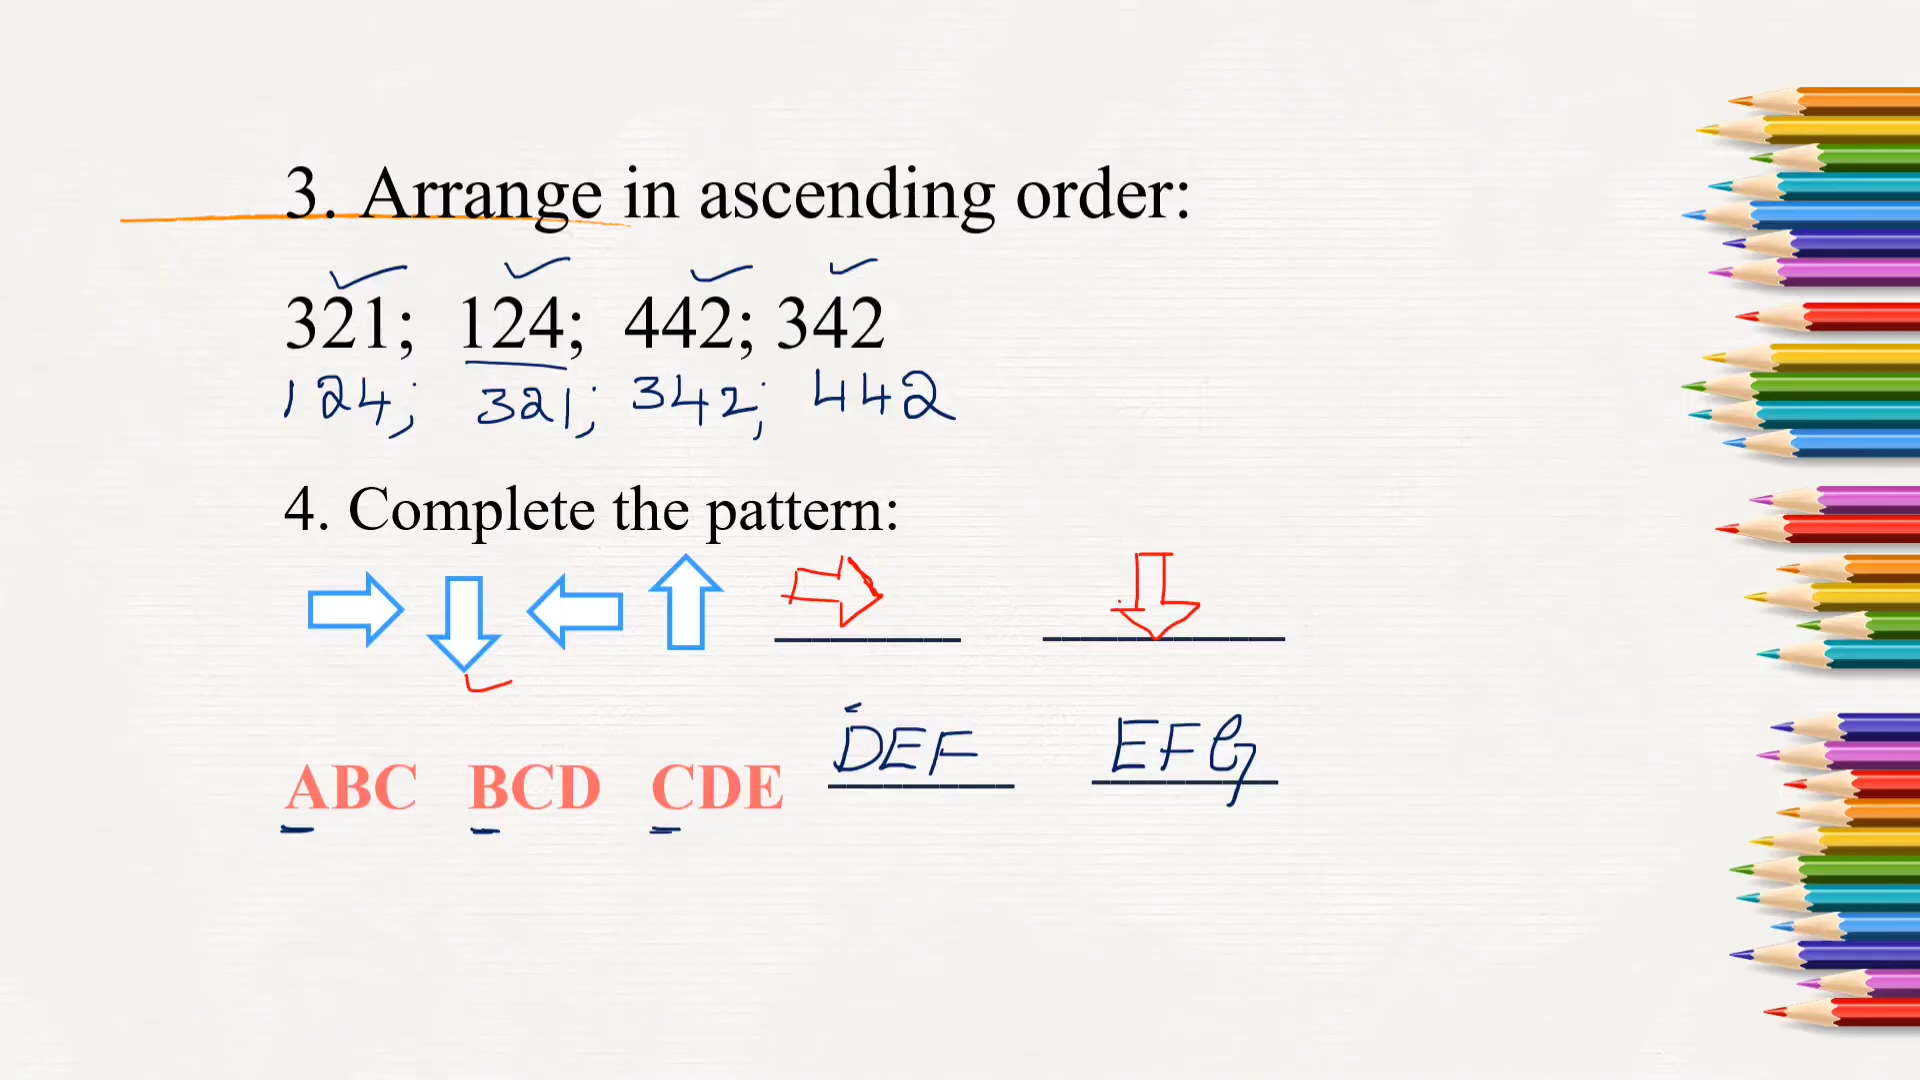 3. Arrange in ascending order:
321; 124; 442; 342
124; 321; 342; 442
4. Complete the pattern:
DEF EFG
ABC BCD CDE